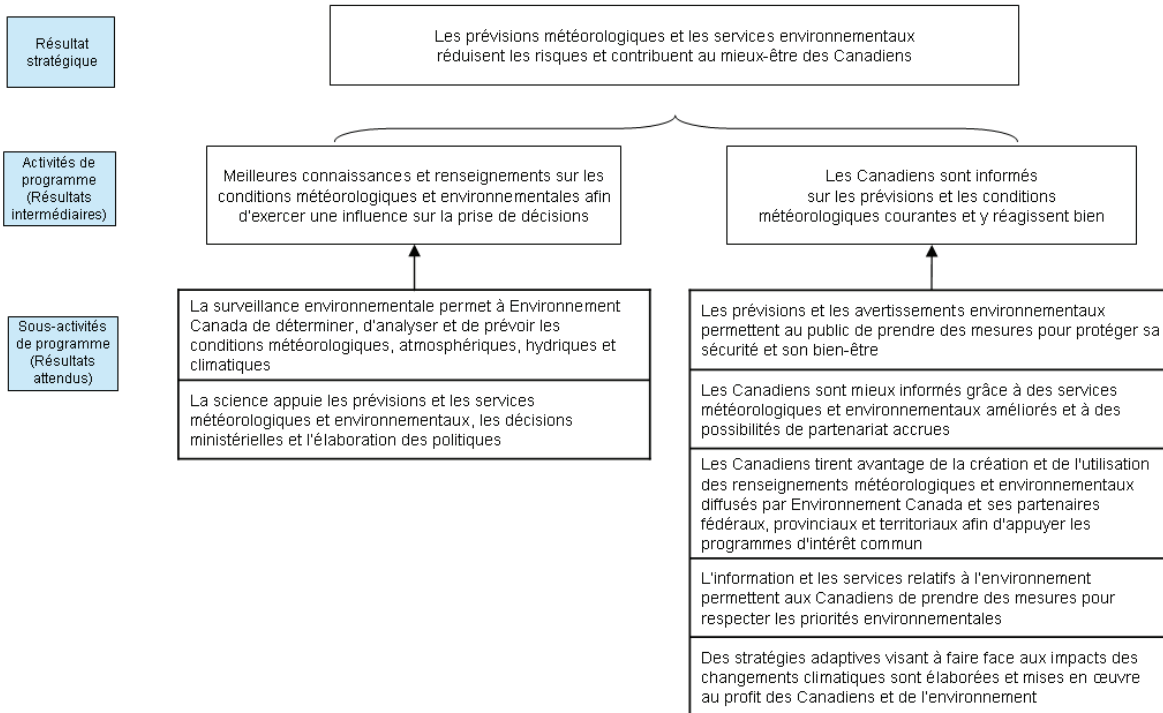 Résultat
stratégique
Les prévisions météorologiques et les services environnementaux
réduisent les risques et contribuent au mieux-être des Canadiens
Activités de
programme
(Résultats
intermédiaires)
Meilleures connaissances et renseignements sur les
conditions météorologiques et environnementales afin
d'exercer une influence sur la prise de décisions
Les Canadiens sont informés
sur les prévisions et les conditions
météorologiques courantes et y réagissent bien
Sous-activités
de programme
(Résultats
attendus)
La surveillance environnementale permet à Environnement
Canada de déterminer, d'analyser et de prévoir les
conditions météorologiques, atmosphériques, hydriques et
climatiques
La science appuie les prévisions et les services
météorologiques et environnementaux, les décisions
ministérielles et l'élaboration des politiques
Les prévisions et les avertissements environnementaux
permettent au public de prendre des mesures pour protéger sa
sécurité et son bien-être
Les Canadiens sont mieux informés grâce à des services
météorologiques et environnementaux améliorés et à des
possibilités de partenariat accrues
Les Canadiens tirent avantage de la création et de l'utilisation
des renseignements météorologiques et environnementaux
diffusés par Environnement Canada et ses partenaires
fédéraux, provinciaux et territoriaux afin d'appuyer les
programmes d'intérêt commun
L'information et les services relatifs à l'environnement
permettent aux Canadiens de prendre des mesures pour
respecter les priorités environnementales
Des stratégies adaptives visant à faire face aux impacts des
changements climatiques sont élaborées et mises en œuvre
au profit des Canadiens et de l'environnement